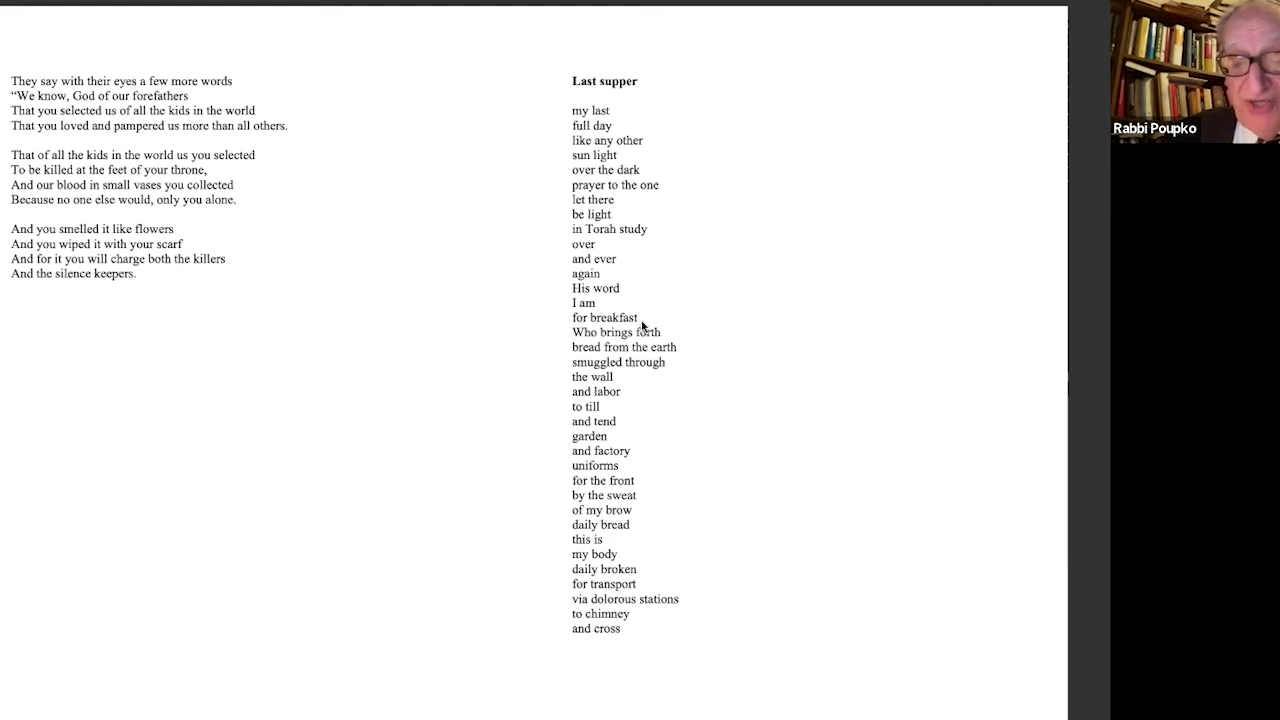 They say with their eyes a few more words
“We know, God of our forefathers
That you selected us of all the kids in the world
That you loved and pampered us more than all others.
That of all the kids in the world us you selected
To be killed at the feet of your throne,
And our blood in small vases you collected
Because no one else would, only you alone.
And you smelled it like flowers
And you wiped it with your scarf
And for it you will charge both the killers
And the silence keepers.
Last supper
my last
full day
like any other
sun light
over the dark
prayer to the one
let there
be light
in Torah study
over
and ever
again
His word
I am
for breakfast
Who brings forth
bread from the earth
smuggled through
the wall
and labor
to till
and tend
garden
and factory
uniforms
for the front
by the sweat
of my brow
daily bread
this is
my body
daily broken
for transport
via dolorous stations
to chimney
and cross
Rabbi Poupko